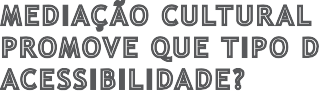 MEDIAÇÃO CULTURAL
PROMOVE QUE TIPO D
ACESSIBILIDADE?